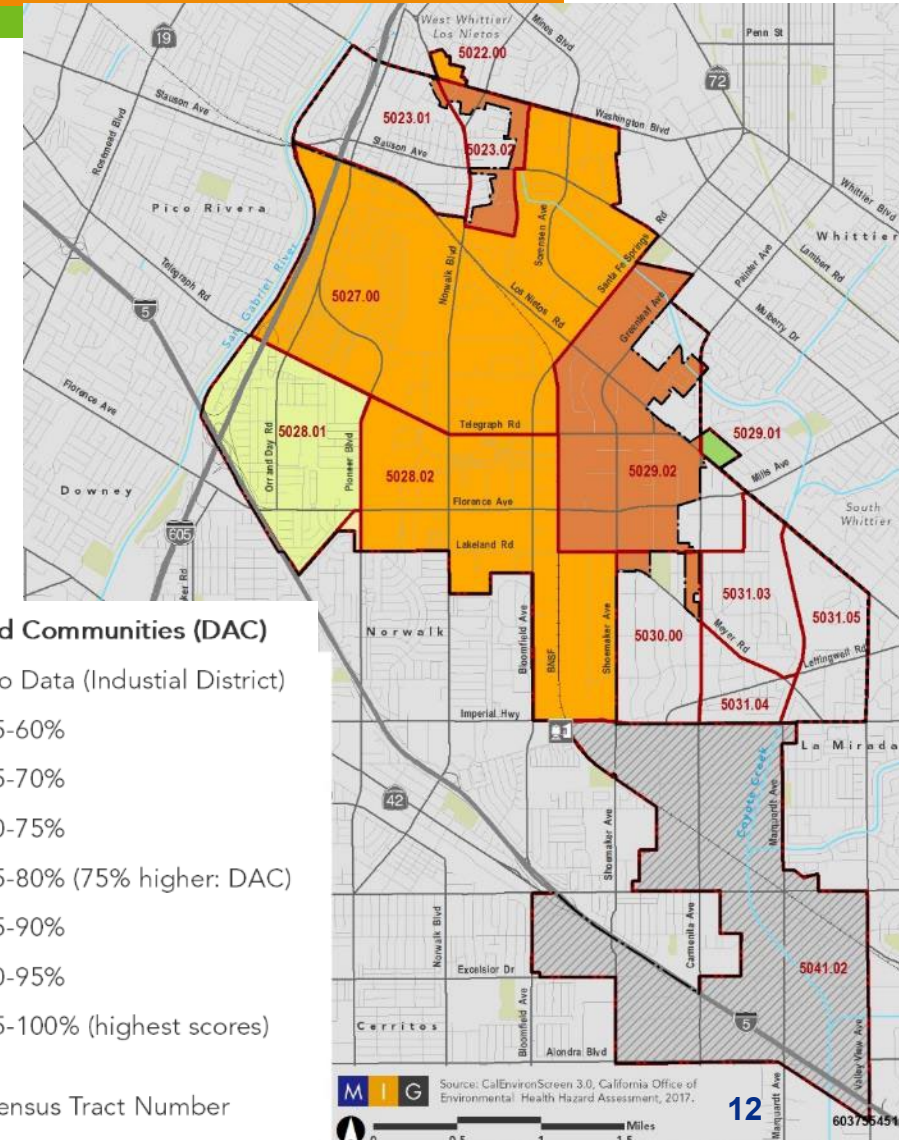 West Whittier/
Los Nietos
Mines Blvd
Penn St
19
5022.00
72
Slauson Ave
Rosemead Blvd
5023.01
Slauson Ave
5023.02
Washington Blvd
Whittier Blvd
Pico Rivera
Whittier
Sorensen Ave
Santa Fe Springs Rd
Painter Ave
Lambert Rd
Telegraph Rd
San Gabriel River
5027.00
Norwalk Blvd
Los Nietos Rd
Greenleaf Ave
Mulberry Dr
5
Florence Ave
Orr and Day Rd
5028.01
Pioneer Blvd
Telegraph Rd
5029.01
5028.02
5029.02
Mills Ave
Downey
Florence Ave
South
Whittier
605
Lakeland Rd
ker Rd
5031.03
5031.05
Norwalk
Bloomfield Ave
BNSF
Shoemaker Ave
5030.00
Meyer Rd
Leffingwell Rd
5031.04
Imperial Hwy
La Mirada
42
Shoemaker Ave
Coyote Creek
Marquardt Ave
Norwalk Blvd
Carmenita Ave
Excelsior Dr
5041.02
Cerritos
Bloomfield Ave
5
Alondra Blvd
Valley View Ave
Marquardt Ave
d Communities (DAC)
o Data (Industial District)
5-60%
5-70%
0-75%
5-80% (75% higher: DAC)
5-90%
0-95%
5-100% (highest scores)
ensus Tract Number
M I G
Source: CalEnvironScreen 3.0, California Office of
Environmental Health Hazard Assessment, 2017.
12
603755451
Miles
0 0.5 1 1.5